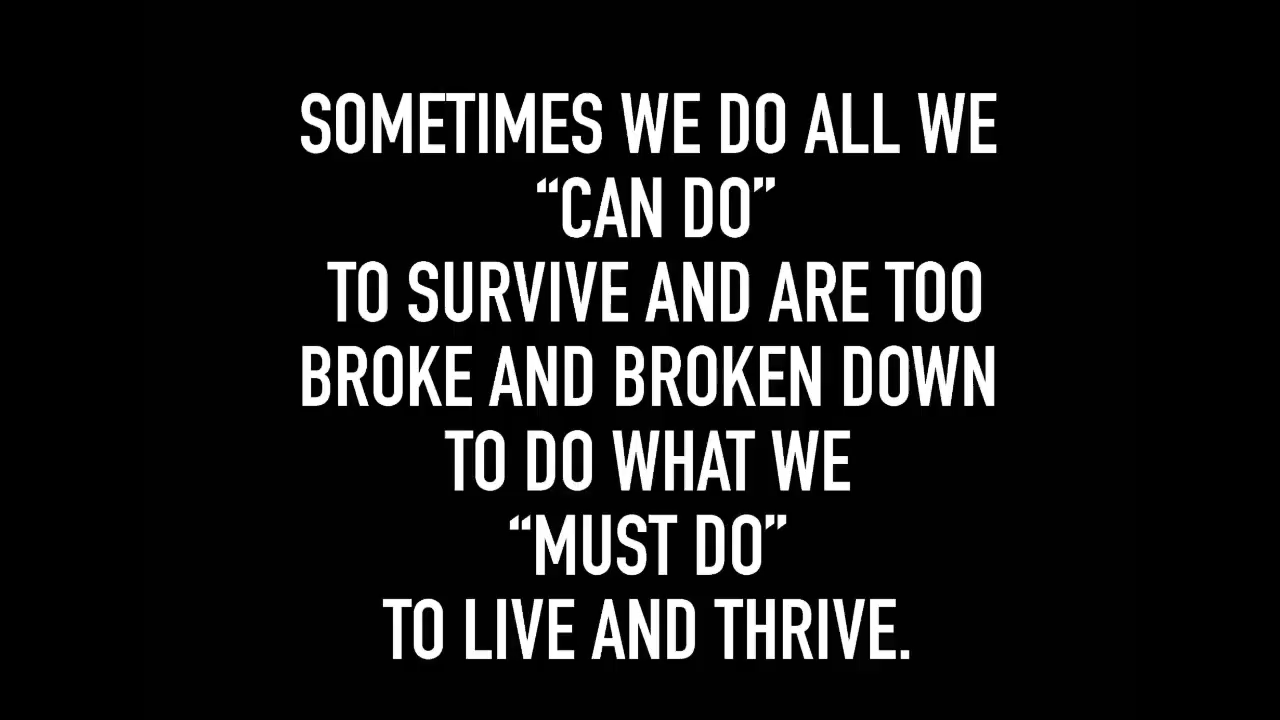 SOMETIMES WE DO ALL WE
“CAN DO”
TO SURVIVE AND ARE TOO
BROKE AND BROKEN DOWN
TO DO WHAT WE
“MUST DO”
TO LIVE AND THRIVE.